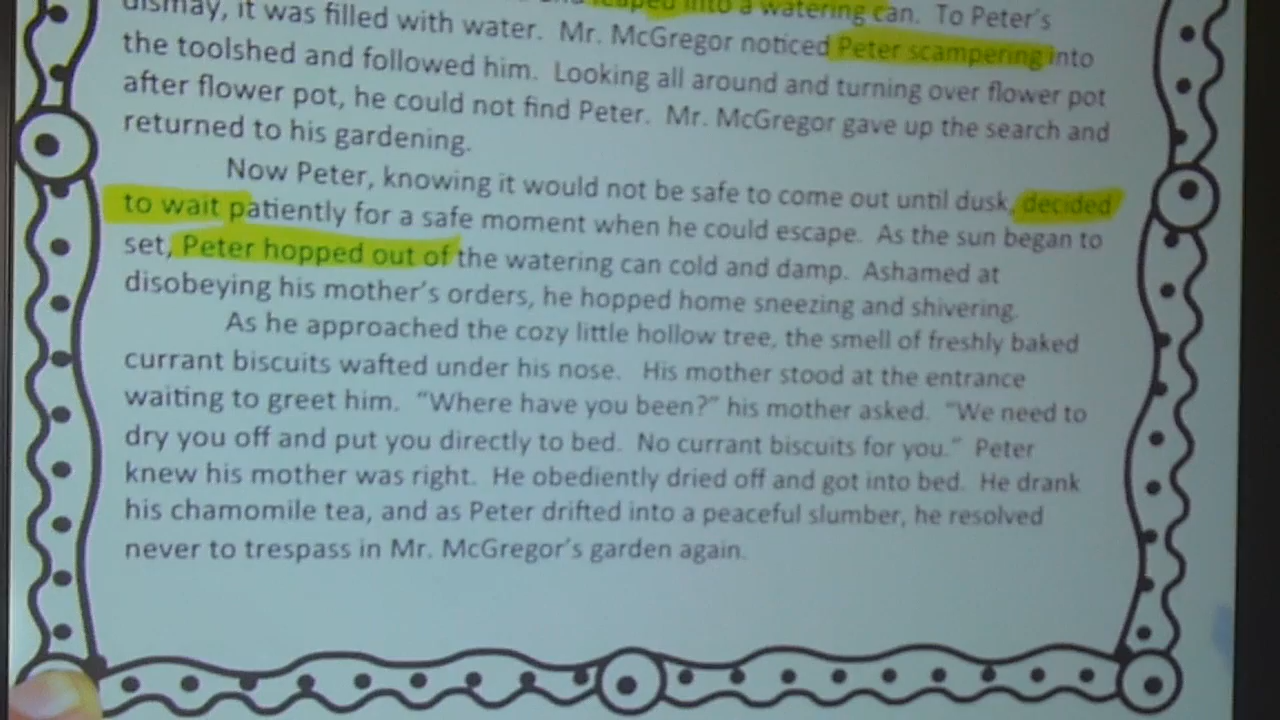 dismay, it was filled with water. Mr. McGregor noticed Peter scampering into a watering can. To Peter's
the toolshed and followed him. Looking all around and turning over flower pot
after flower pot, he could not find Peter. Mr. McGregor gave up the search and
returned to his gardening.
Now Peter, knowing it would not be safe to come out until dusk, decided
to wait patiently for a safe moment when he could escape. As the sun began to
set, Peter hopped out of the watering can cold and damp. Ashamed at
disobeying his mother's orders, he hopped home sneezing and shivering.
As he approached the cozy little hollow tree, the smell of freshly baked
currant biscuits wafted under his nose. His mother stood at the entrance
waiting to greet him. "Where have you been?" his mother asked. "We need to
dry you off and put you directly to bed. No currant biscuits for you." Peter
knew his mother was right. He obediently dried off and got into bed. He drank
his chamomile tea, and as Peter drifted into a peaceful slumber, he resolved
never to trespass in Mr. McGregor's garden again.